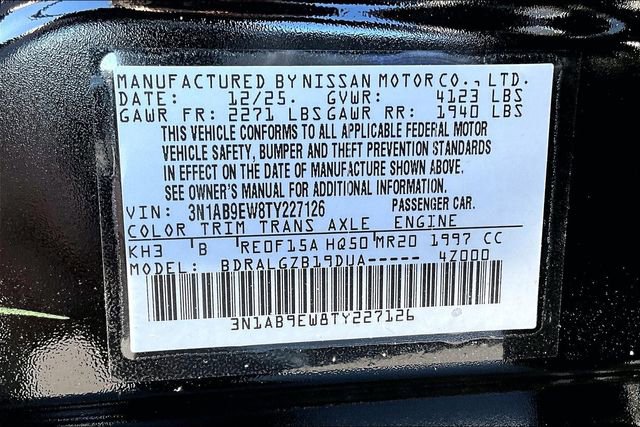 MANUFACTURED BY NISSAN MOTOR CO., LTD.
DATE: 12/25. GVWR: 4123 LBS
GAWR FR: 2271 LBS GAWR RR: 1940 LBS
THIS VEHICLE CONFORMS TO ALL APPLICABLE FEDERAL MOTOR
VEHICLE SAFETY, BUMPER AND THEFT PREVENTION STANDARDS
IN EFFECT ON THE DATE OF MANUFACTURE SHOWN ABOVE.
SEE OWNER'S MANUAL FOR ADDITIONAL INFORMATION.
VIN: 3N1AB9EW8TY227126 PASSENGER CAR.
COLOR TRIM TRANS AXLE ENGINE
KH3 B RE0F15A HQ50 MR20 1997 CC
MODEL: BDRALGZB19DUA----- 4Z000
3N1AB9EW8TY227126